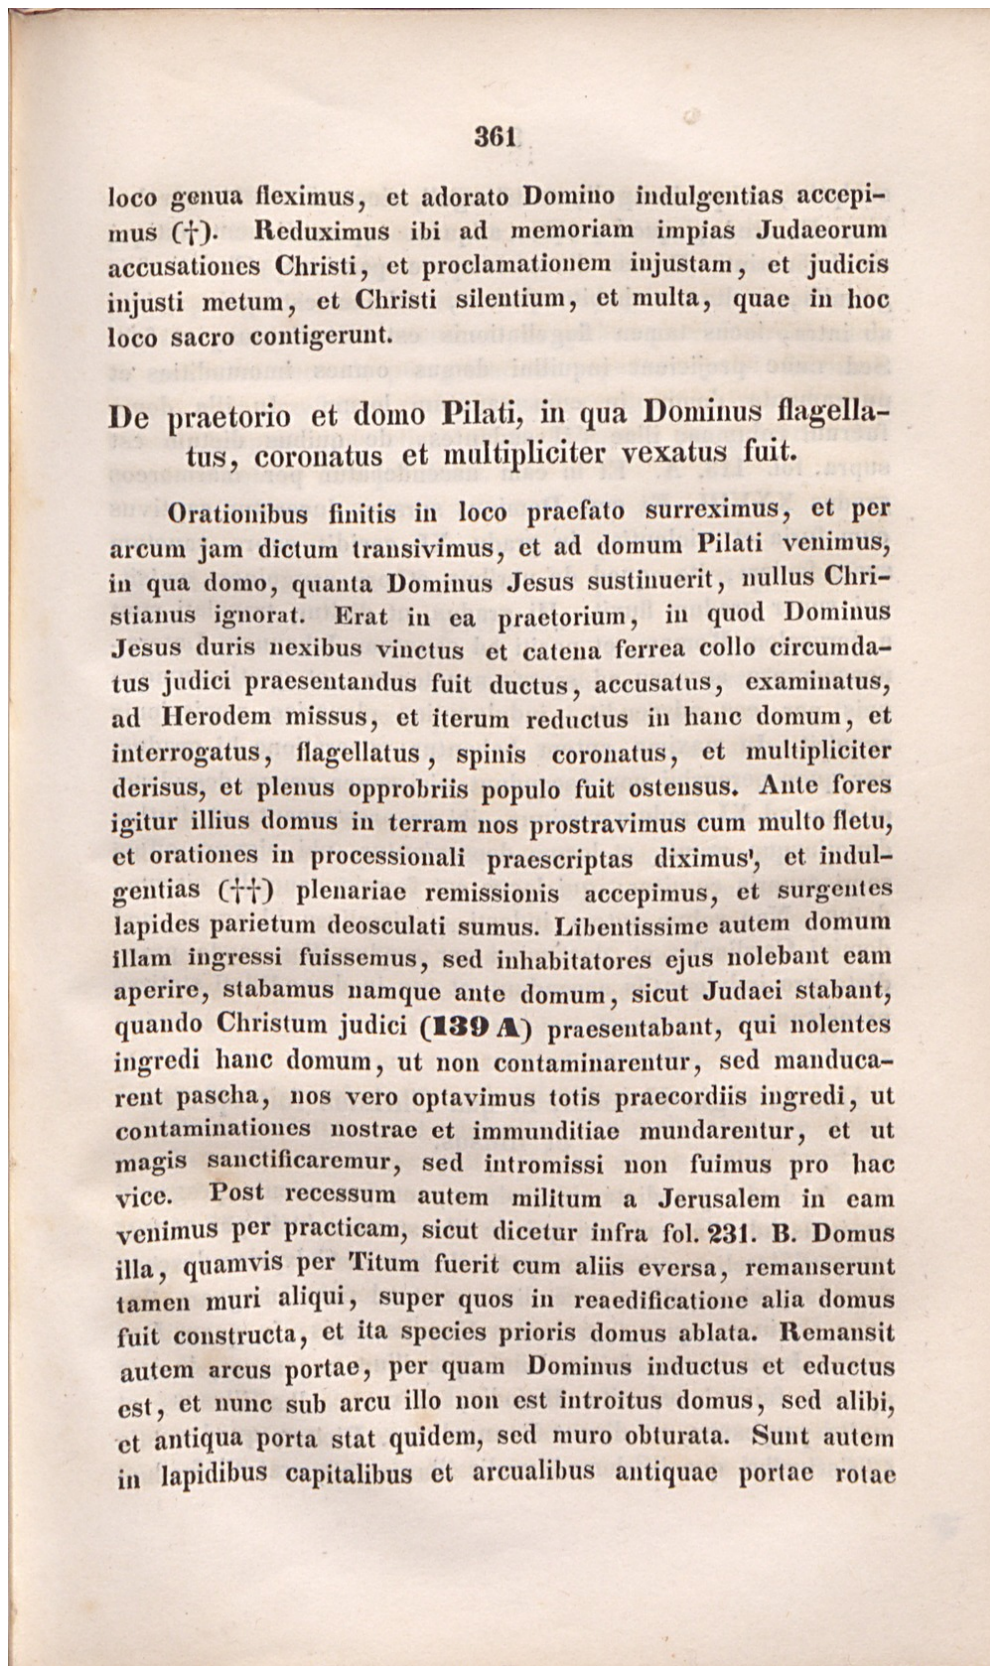 361
loco genua fleximus, et adorato Domino indulgentias accepi-
mus (†). Reduximus ibi ad memoriam impias Judaeorum
accusationes Christi, et proclamationem injustam, et judicis
injusti metum, et Christi silentium, et multa, quae in hoc
loco sacro contigerunt.
De praetorio et domo Pilati, in qua Dominus flagella-
tus, coronatus et multipliciter vexatus fuit.
Orationibus finitis in loco praefato surreximus, et per
arcum jam dictum transivimus, et ad domum Pilati venimus,
in qua domo, quanta Dominus Jesus sustinuerit, nullus Chri-
stianus ignorat. Erat in ea praetorium, in quod Dominus
Jesus duris nexibus vinctus et catena ferrea collo circumda-
tus judici praesentandus fuit ductus, accusatus, examinatus,
ad Herodem missus, et iterum reductus in hanc domum, et
interrogatus, flagellatus, spinis coronatus, et multipliciter
derisus, et plenus opprobriis populo fuit ostensus. Ante fores
igitur illius domus in terram nos prostravimus cum multo fletu,
et orationes in processionali praescriptas diximus', et indul-
gentias (††) plenariae remissionis accepimus, et surgentes
lapides parietum deosculati sumus. Libentissime autem domum
illam ingressi fuissemus, sed inhabitatores ejus nolebant eam
aperire, stabamus namque ante domum, sicut Judaei stabant,
quando Christum judici (139 A) praesentabant, qui nolentes
ingredi hanc domum, ut non contaminarentur, sed manduca-
rent pascha, nos vero optavimus totis praecordiis ingredi, ut
contaminationes nostrae et immunditiae mundarentur, et ut
magis sanctificaremur, sed intromissi non fuimus pro hac
vice. Post recessum autem militum a Jerusalem in eam
venimus per practicam, sicut dicetur infra fol. 231. B. Domus
illa, quamvis per Titum fuerit cum aliis eversa, remanserunt
tamen muri aliqui, super quos in reaedificatione alia domus
fuit constructa, et ita species prioris domus ablata. Remansit
autem arcus portae, per quam Dominus inductus et eductus
est, et nunc sub arcu illo non est introitus domus, sed alibi,
et antiqua porta stat quidem, sed muro obturata. Sunt autem
in lapidibus capitalibus et arcualibus antiquae portae rotae